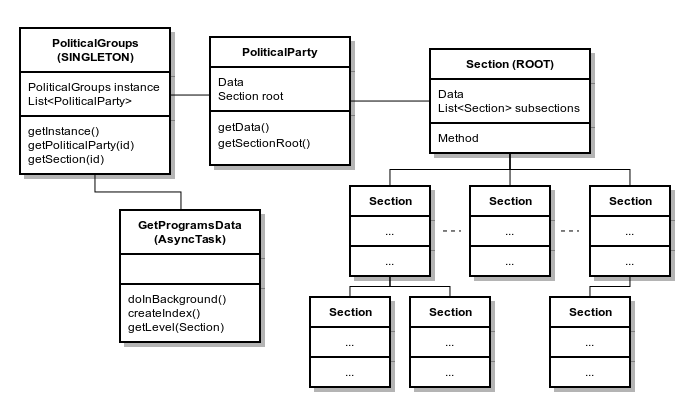 PoliticalGroups
(SINGLETON)
PoliticalGroups instance
List<PoliticalParty>
getInstance()
getPoliticalParty(id)
getSection(id)
PoliticalParty
Data
Section root
getData()
getSectionRoot()
Section (ROOT)
Data
List<Section> subsections
Method
GetProgramsData
(AsyncTask)
doInBackground()
createIndex()
getLevel(Section)
Section
...
...
Section
...
...
Section
...
...
Section
...
...
Section
...
...
Section
...
...